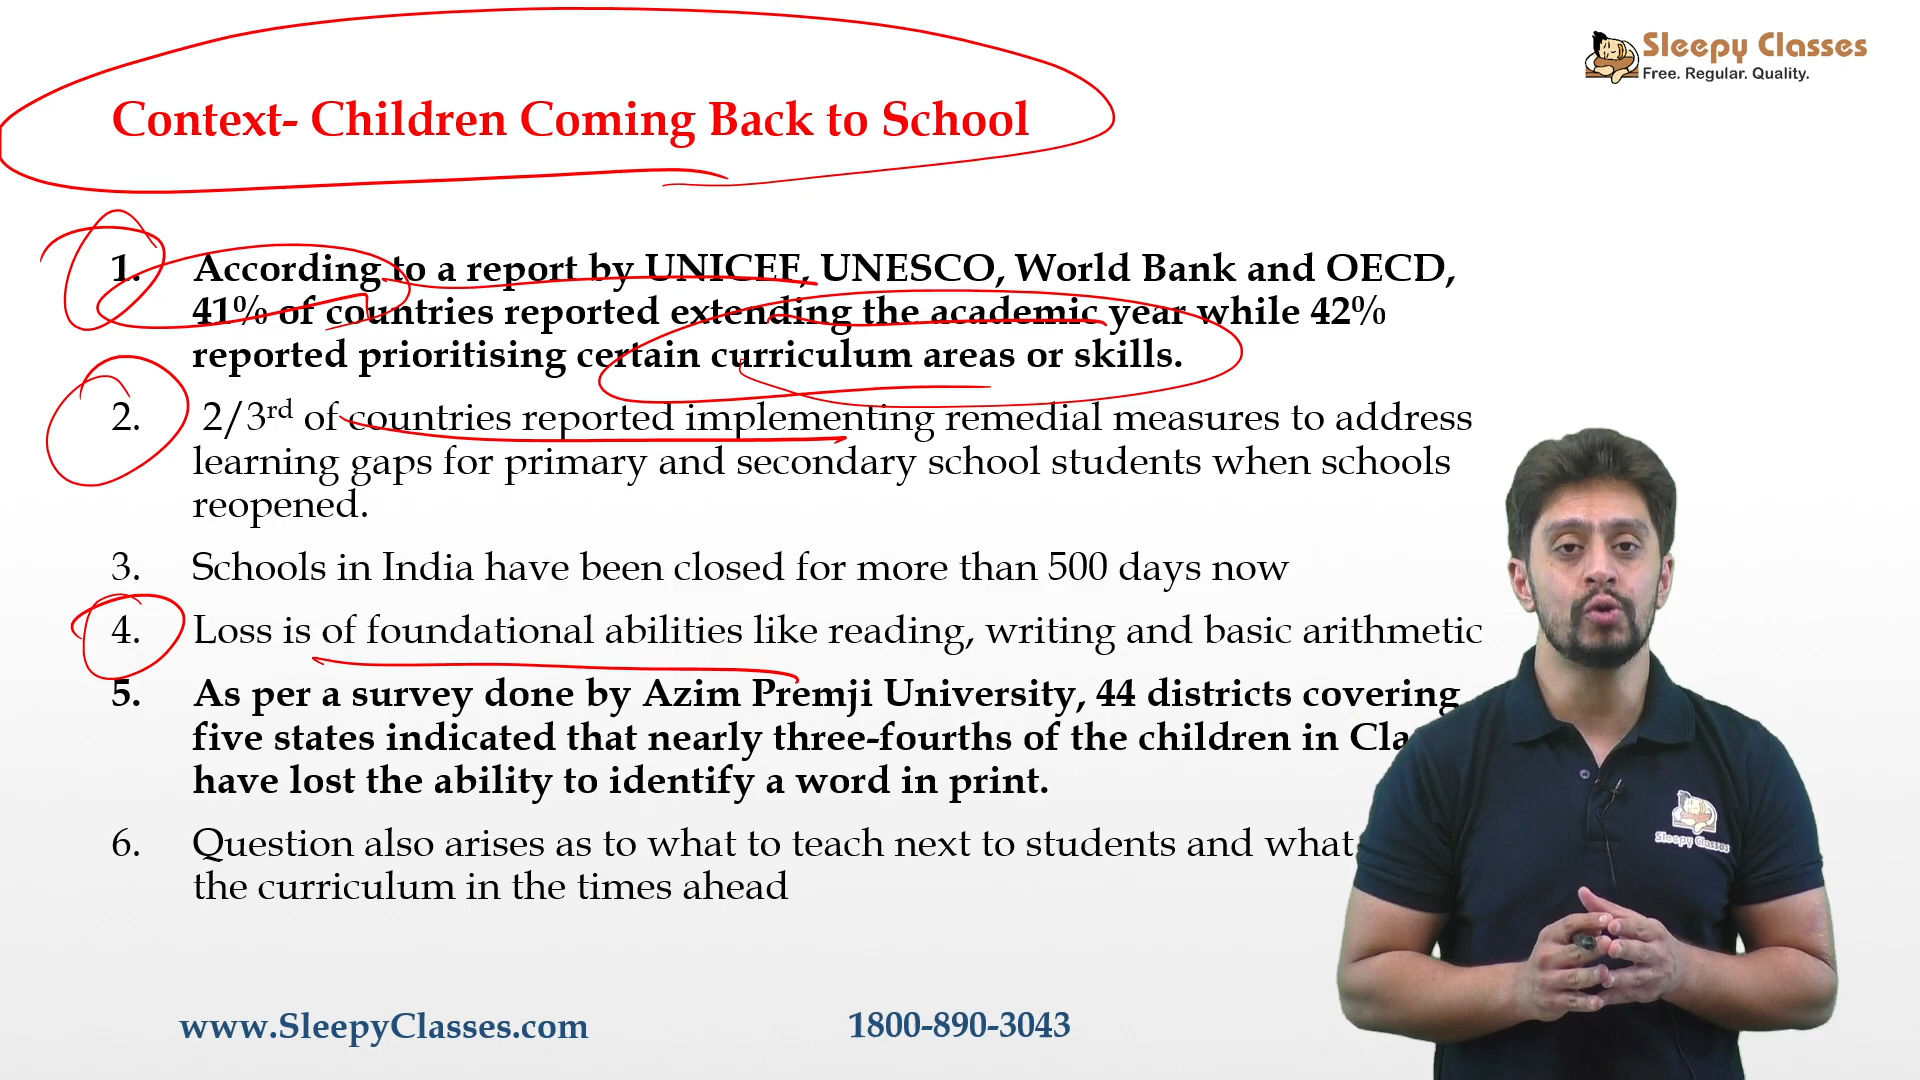 Sleepy Classes
Free. Regular. Quality.
Context- Children Coming Back to School
1. According to a report by UNICEF, UNESCO, World Bank and OECD,
41% of countries reported extending the academic year while 42%
reported prioritising certain curriculum areas or skills.
2. 2/3rd of countries reported implementing remedial measures to address
learning gaps for primary and secondary school students when schools
reopened.
3. Schools in India have been closed for more than 500 days now
4. Loss is of foundational abilities like reading, writing and basic arithmetic
5. As per a survey done by Azim Premji University, 44 districts covering
five states indicated that nearly three-fourths of the children in
have lost the ability to identify a word in print.
6. Question also arises as to what to teach next to students and what
the curriculum in the times ahead
Sleepy Classes
www.SleepyClasses.com
1800-890-3043